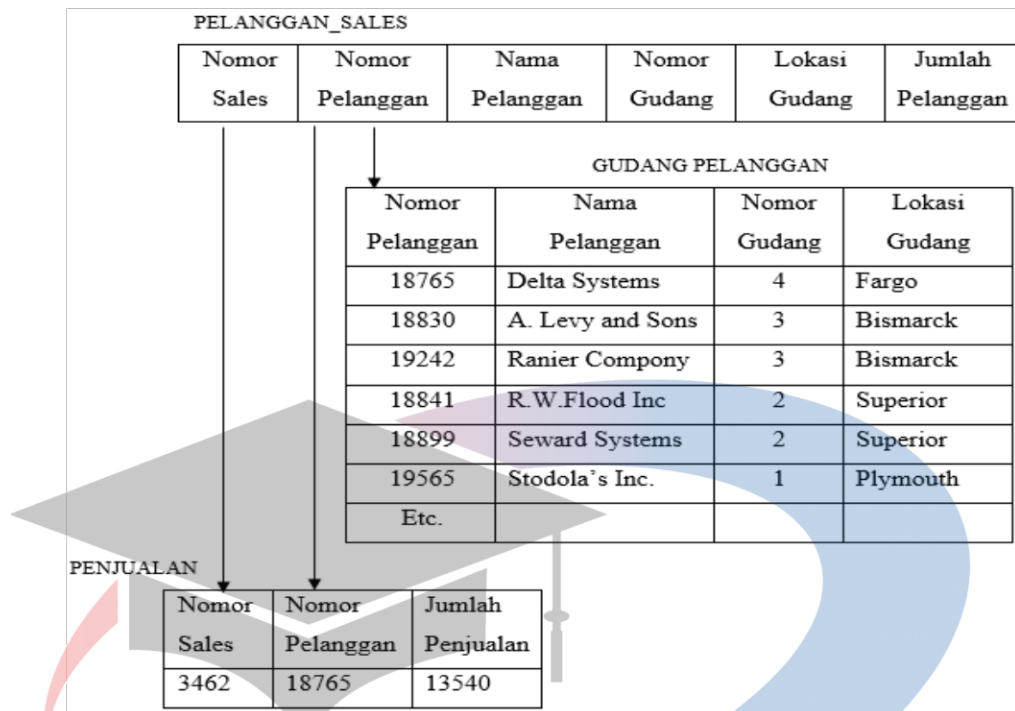 PELANGGAN_SALES
Nomor Sales Nomor Pelanggan Nama Pelanggan Nomor Gudang Lokasi Gudang Jumlah Pelanggan
GUDANG PELANGGAN
Nomor Pelanggan Nama Pelanggan Nomor Gudang Lokasi Gudang
18765 Delta Systems 4 Fargo
18830 A. Levy and Sons 3 Bismarck
19242 Ranier Compony 3 Bismarck
18841 R.W.Flood Inc 2 Superior
18899 Seward Systems 2 Superior
19565 Stodola's Inc. 1 Plymouth
Etc.
PENJUALAN
Nomor Sales Nomor Pelanggan Jumlah Penjualan
3462 18765 13540